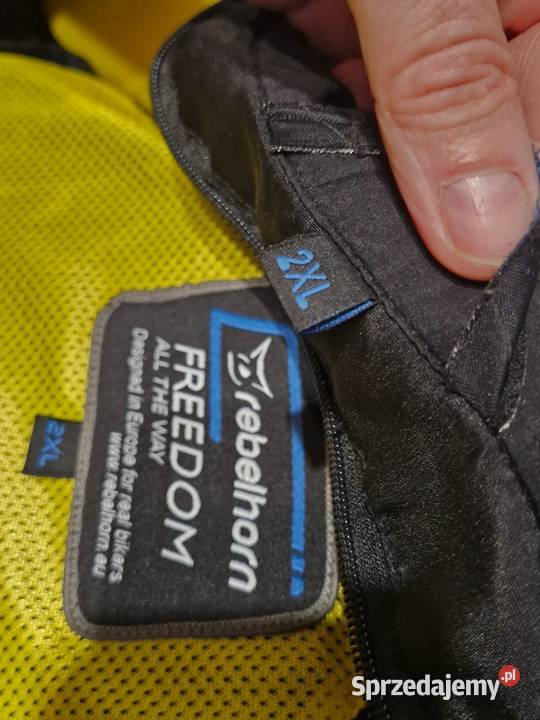 2XL
rebelhorn
FREEDOM
ALL THE WAY
Designed in Europe for real bikers
www.rebelhorn.eu
2XL
Sprzedajemy.pl